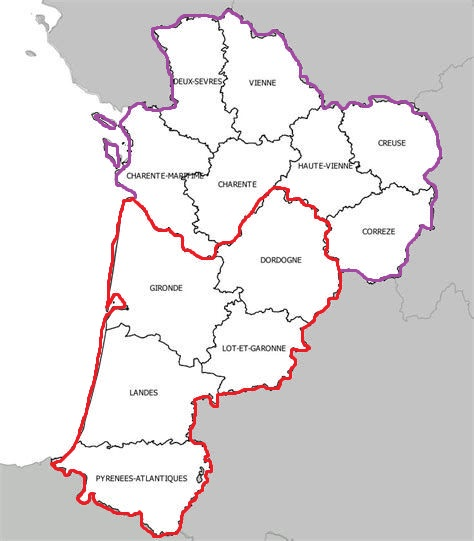 DEUX-SEVRES
VIENNE
CREUSE
HAUTE-VIENNE
CHARENTE-MARITIME
CHARENTE
CORREZE
DORDOGNE
GIRONDE
LOT-ET-GARONNE
LANDES
PYRENEES-ATLANTIQUES